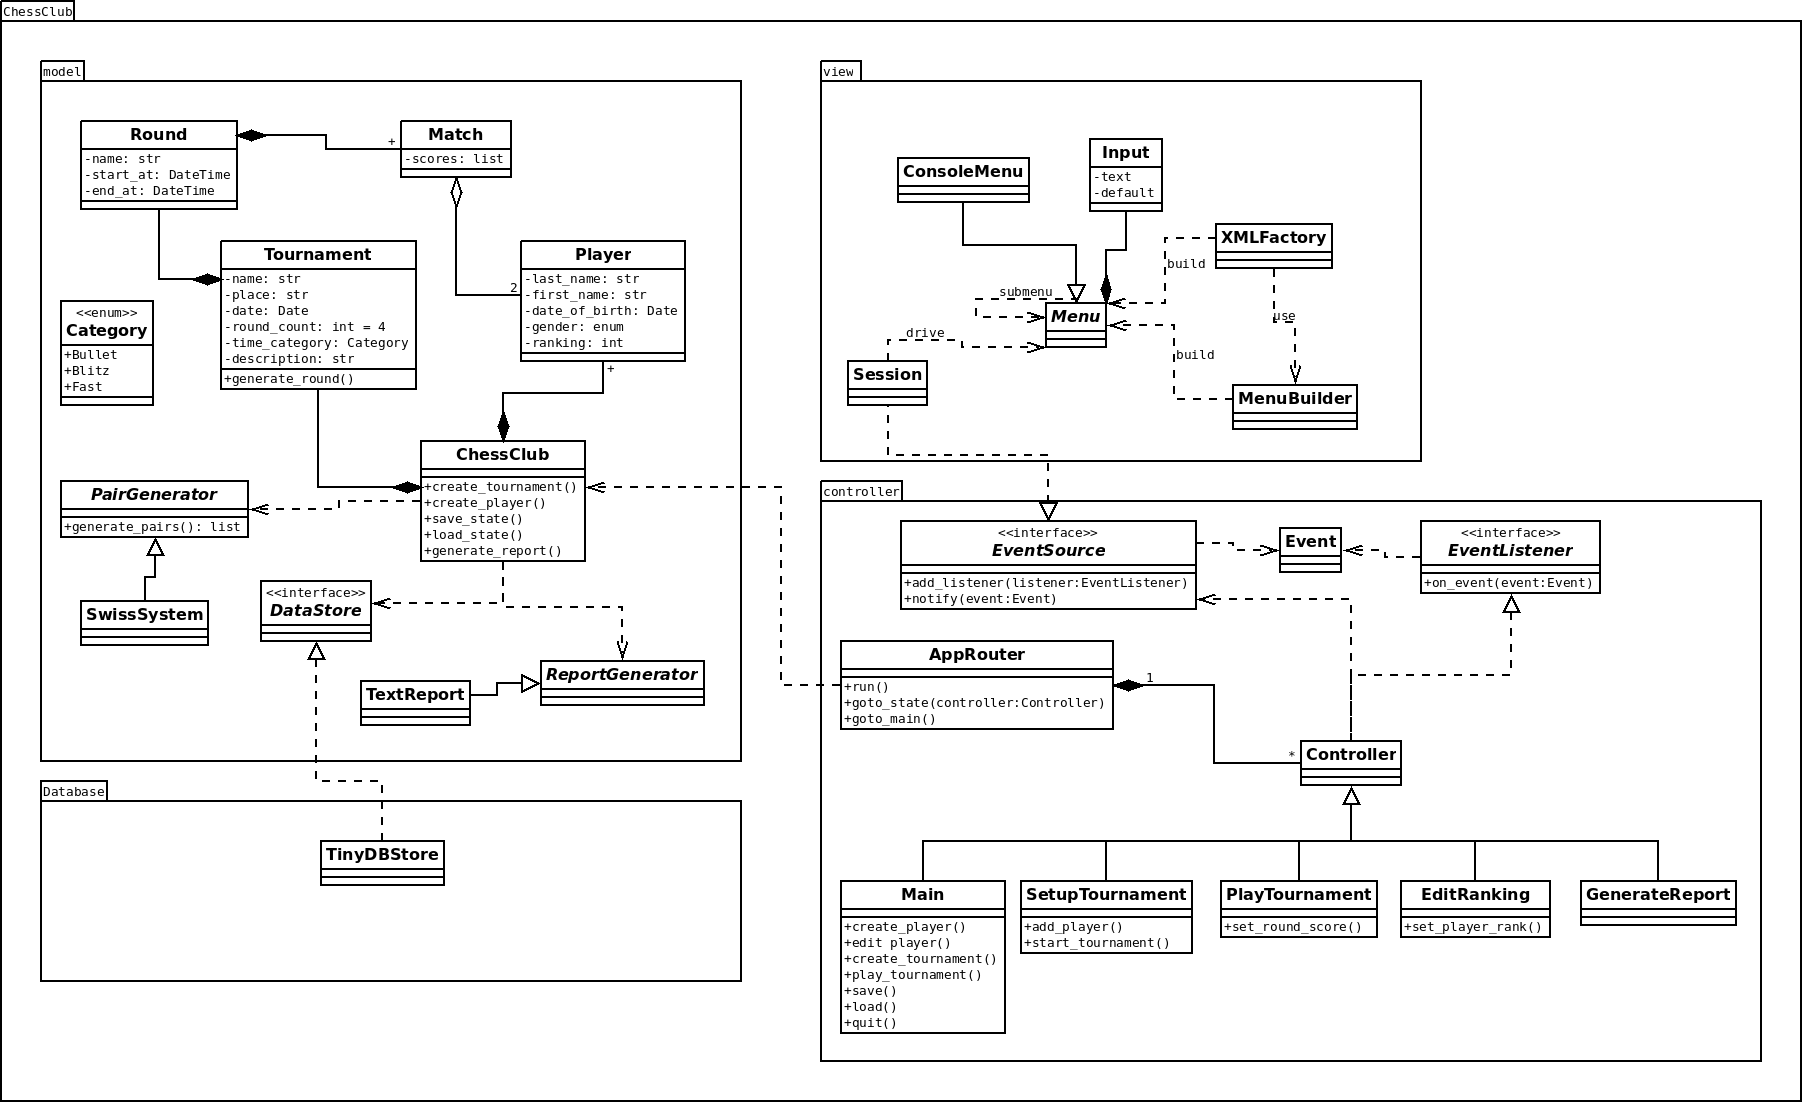 ChessClub
model
Round
-name: str
-start_at: DateTime
-end_at: DateTime
+
Match
-scores: list
Tournament
-name: str
-place: str
-date: Date
-round_count: int = 4
-time_category: Category
-description: str
+generate_round()
2
Player
-last_name: str
-first_name: str
-date_of_birth: Date
-gender: enum
-ranking: int
+
<<enum>>
Category
+Bullet
+Blitz
+Fast
ChessClub
+create_tournament()
+create_player()
+save_state()
+load_state()
+generate_report()
PairGenerator
+generate_pairs(): list
SwissSystem
<<interface>>
DataStore
TextReport
ReportGenerator
Database
TinyDBStore
view
ConsoleMenu
Input
-text
-default
XMLFactory
build
submenu
Menu
use
drive
build
Session
MenuBuilder
controller
<<interface>>
EventSource
+add_listener(listener:EventListener)
+notify(event:Event)
Event
<<interface>>
EventListener
+on_event(event:Event)
AppRouter
+run()
+goto_state(controller:Controller)
+goto_main()
1
*
Controller
Main
+create_player()
+edit player()
+create_tournament()
+play_tournament()
+save()
+load()
+quit()
SetupTournament
+add_player()
+start_tournament()
PlayTournament
+set_round_score()
EditRanking
+set_player_rank()
GenerateReport